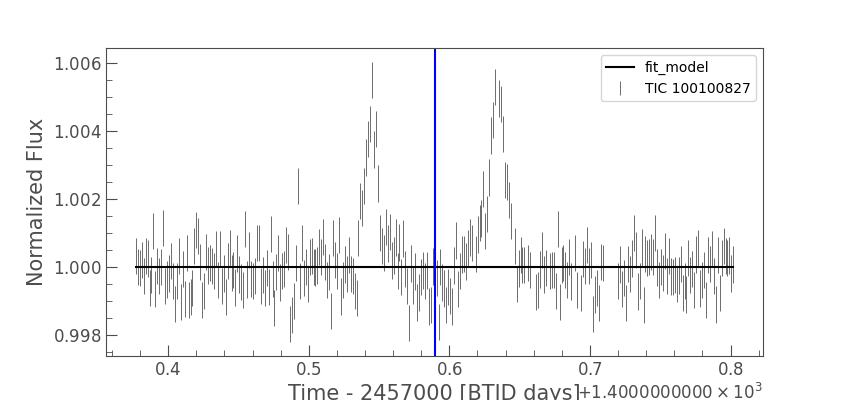 fit_model
TIC 100100827
Normalized Flux
1.006
1.004
1.002
1.000
0.998
0.4 0.5 0.6 0.7 0.8
Time - 2457000 [BTJD days] +1.4000000000 × 10³